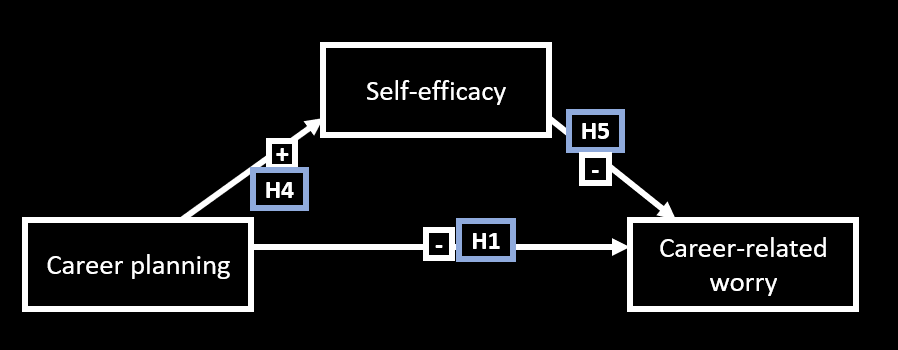 Self-efficacy
H5
+
-
H4
- H1
Career planning
Career-related
worry